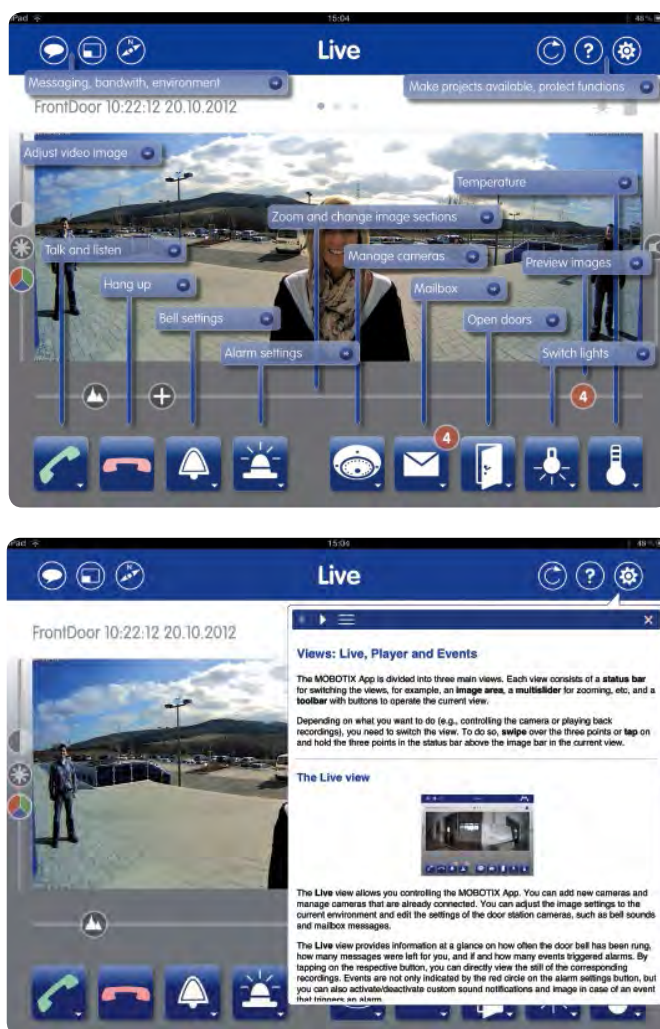 iPad 15:04 48 %
Live
Messaging, bandwith, environment
Make projects available, protect functions
FrontDoor 10:22:12 20.10.2012
Adjust video image
Temperature
Zoom and change image sections
Talk and listen
Manage cameras
Preview images
Hang up
Mailbox
Bell settings
Open doors
Alarm settings
Switch lights
4
4
iPad 15:04 48 %
Live
FrontDoor 10:22:12 20.10.2012
Views: Live, Player and Events
The MOBOTIX App is divided into three main views. Each view consists of a status bar
for switching the views, for example, an image area, a multislider for zooming, etc, and a
toolbar with buttons to operate the current view.
Depending on what you want to do (e.g., controlling the camera or playing back
recordings), you need to switch the view. To do so, swipe over the three points or tap on
and hold the three points in the status bar above the image bar in the current view.
The Live view
The Live view allows you controlling the MOBOTIX App. You can add new cameras and
manage cameras that are already connected. You can adjust the image settings to the
current environment and edit the settings of the door station cameras, such as bell sounds
and mailbox messages.
The Live view provides information at a glance on how often the door bell has been rung,
how many messages were left for you, and if and how many events triggered alarms. By
tapping on the respective button, you can directly view the still of the corresponding
recordings. Events are not only indicated by the red circle on the alarm settings button, but
you can also activate/deactivate custom sound notifications and image in case of an event
that triggers an alarm.